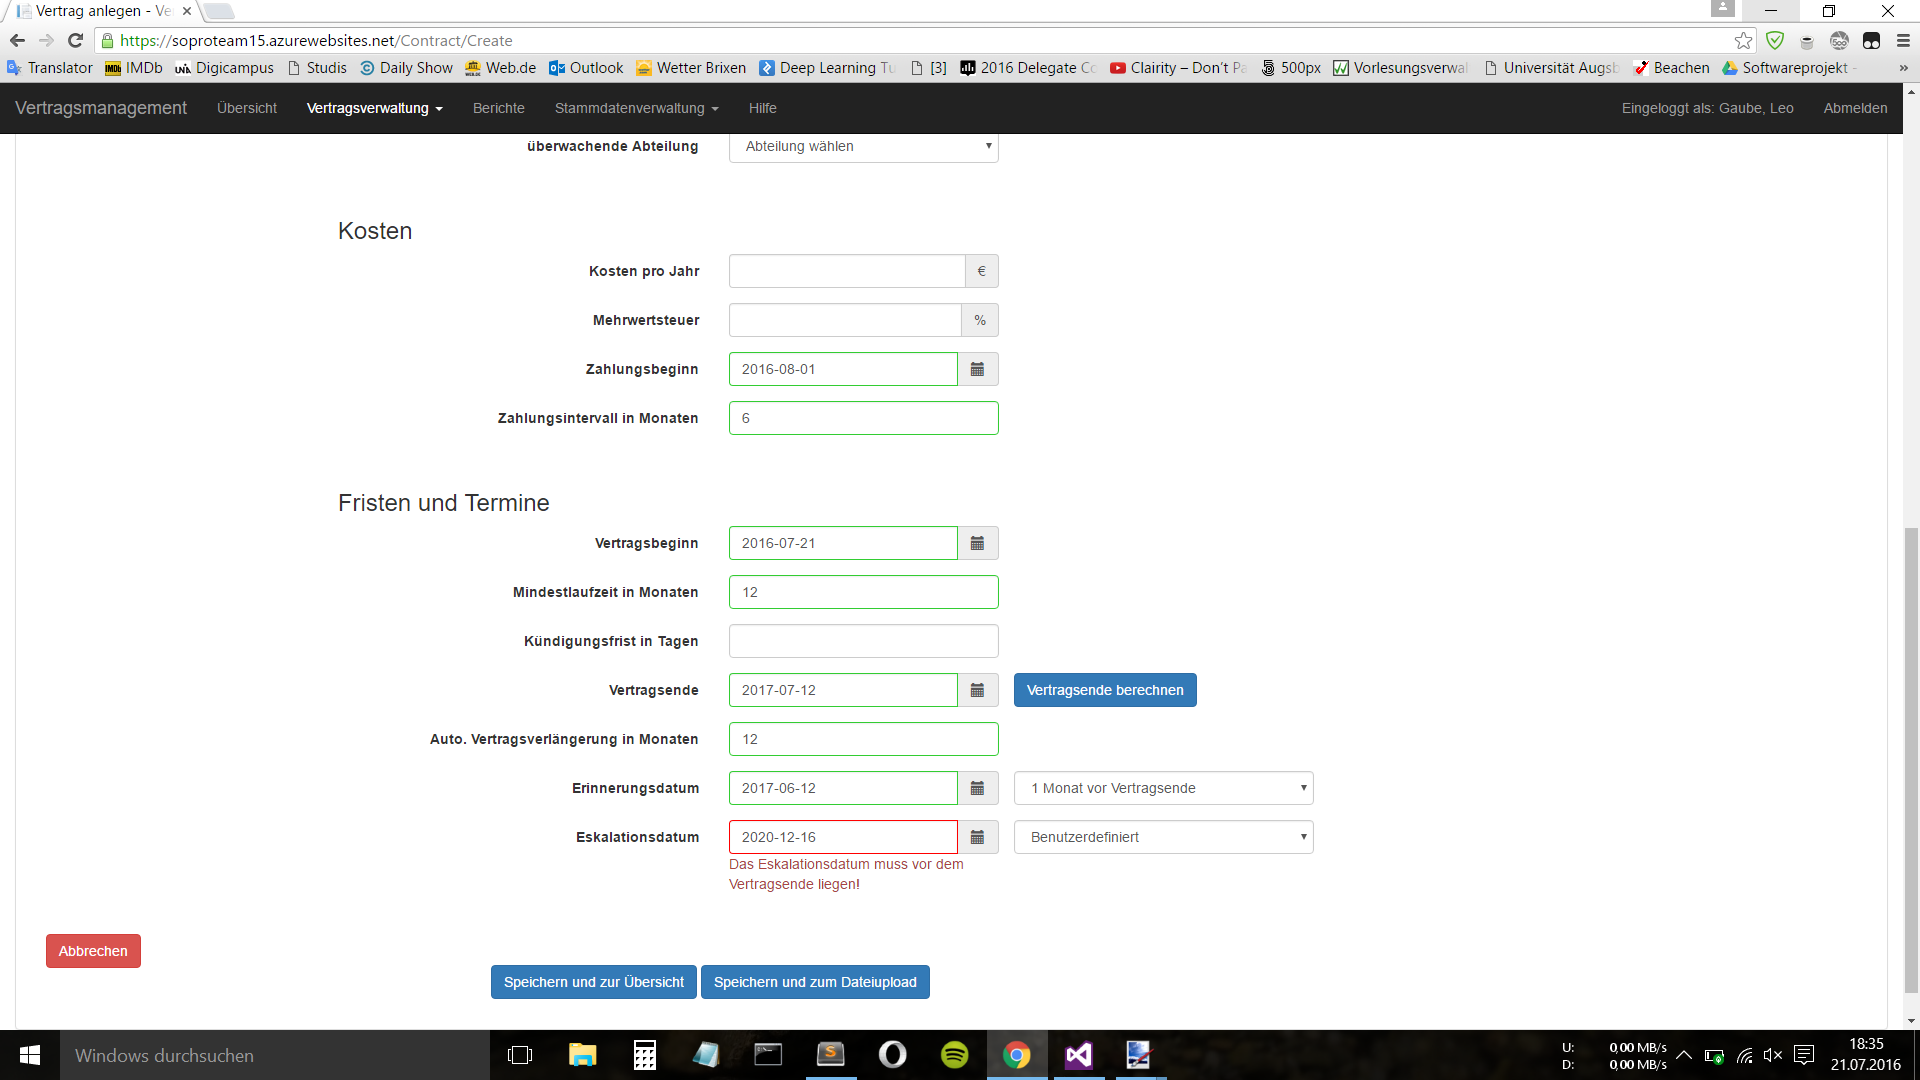 Vertrag anlegen - Ve
https://soproteam15.azurewebsites.net/Contract/Create
Translator IMDb Digicampus Studis Daily Show Web.de Outlook Wetter Brixen Deep Learning Tu [3] 2016 Delegate Co Clairity – Don't Pa 500px Vorlesungsverwal Universität Augsb Beachen Softwareprojekt - »
Vertragsmanagement Übersicht Vertragsverwaltung Berichte Stammdatenverwaltung Hilfe Eingeloggt als: Gaube, Leo Abmelden
überwachende Abteilung Abteilung wählen
Kosten
Kosten pro Jahr €
Mehrwertsteuer %
Zahlungsbeginn 2016-08-01
Zahlungsintervall in Monaten 6
Fristen und Termine
Vertragsbeginn 2016-07-21
Mindestlaufzeit in Monaten 12
Kündigungsfrist in Tagen
Vertragsende 2017-07-12 Vertragsende berechnen
Auto. Vertragsverlängerung in Monaten 12
Erinnerungsdatum 2017-06-12 1 Monat vor Vertragsende
Eskalationsdatum 2020-12-16 Benutzerdefiniert
Das Eskalationsdatum muss vor dem
Vertragsende liegen!
Abbrechen
Speichern und zur Übersicht Speichern und zum Dateiupload
Windows durchsuchen
U: 0,00 MB/s
D: 0,00 MB/s
18:35
21.07.2016